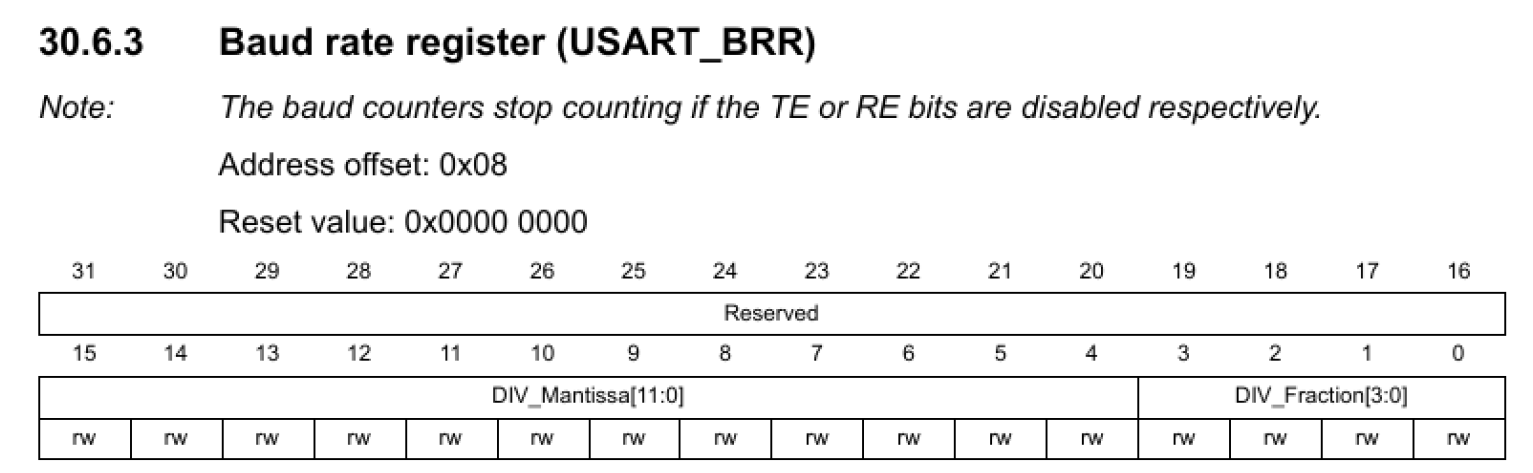 30.6.3 Baud rate register (USART_BRR)
Note: The baud counters stop counting if the TE or RE bits are disabled respectively.
Address offset: 0x08
Reset value: 0x0000 0000
31 30 29 28 27 26 25 24 23 22 21 20 19 18 17 16
Reserved
15 14 13 12 11 10 9 8 7 6 5 4 3 2 1 0
DIV_Mantissa[11:0] DIV_Fraction[3:0]
rw rw rw rw rw rw rw rw rw rw rw rw rw rw rw rw